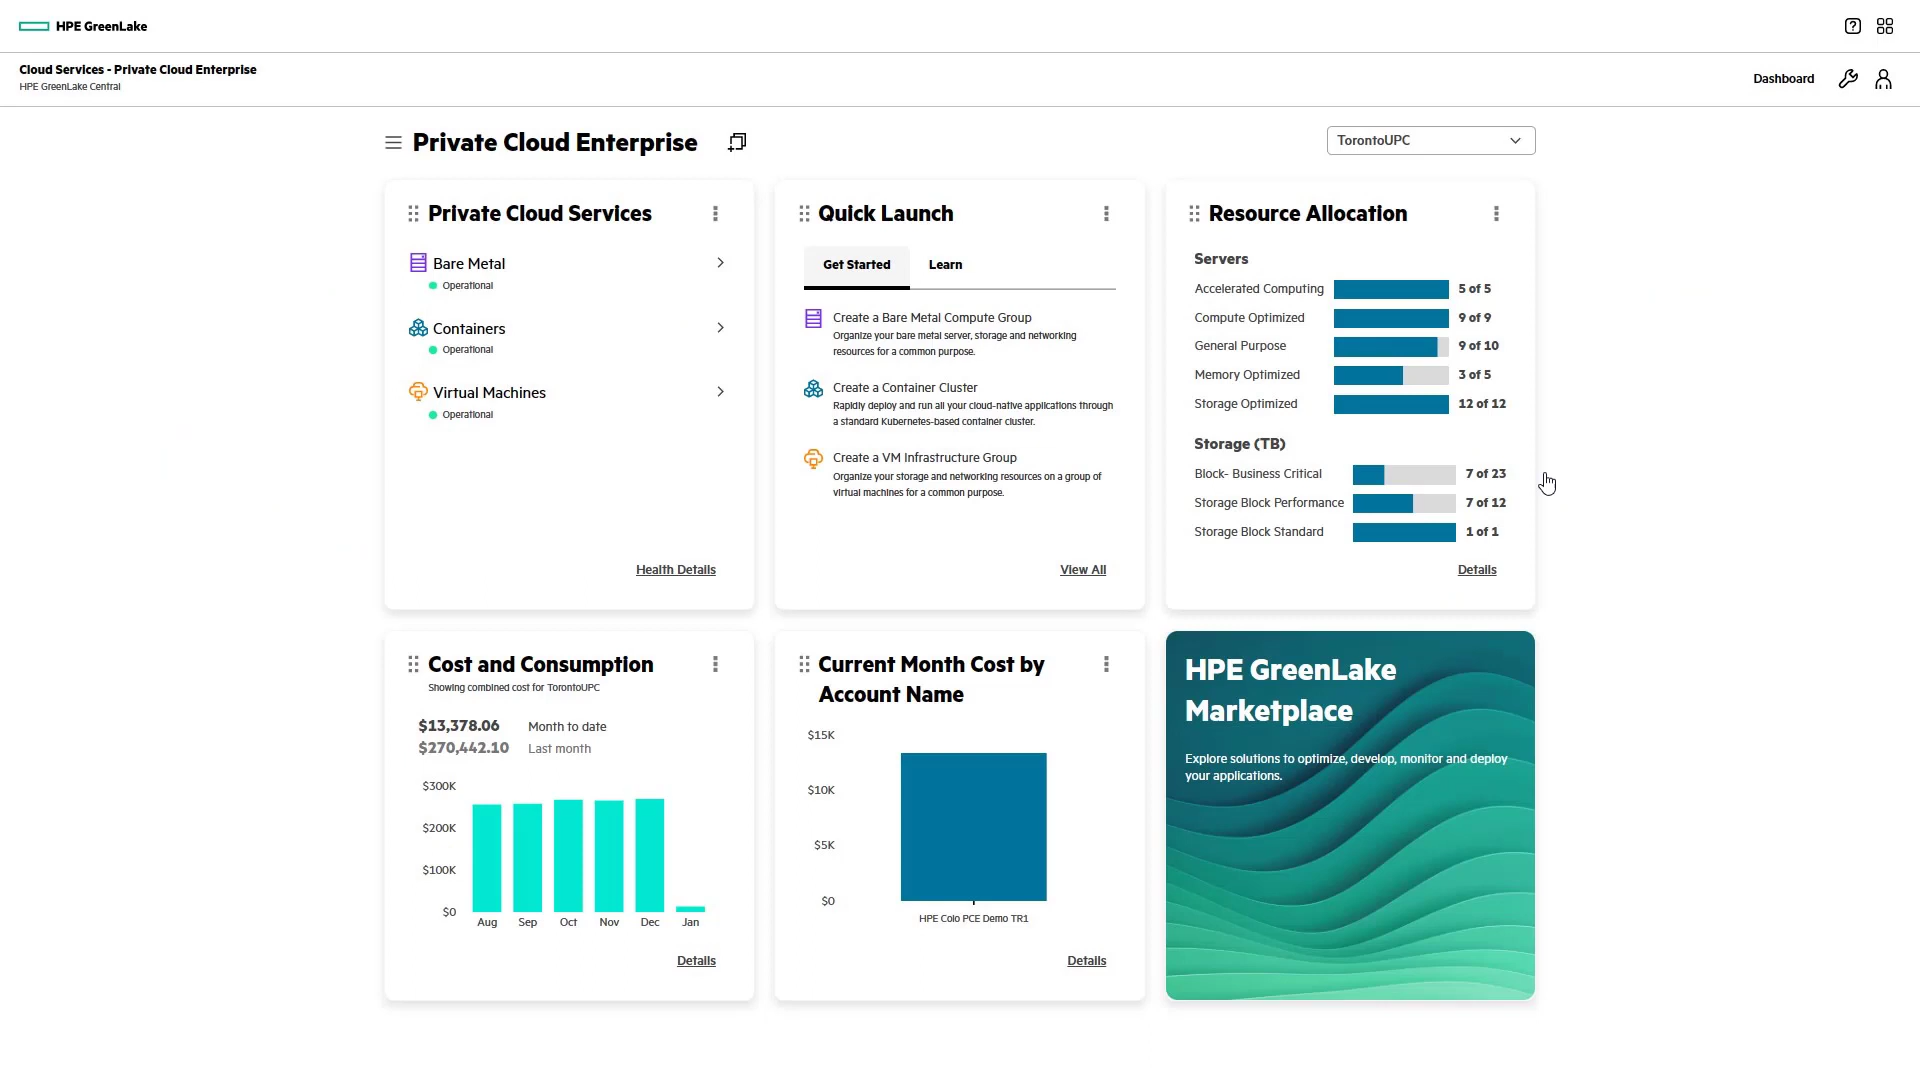 HPE GreenLake
Cloud Services - Private Cloud Enterprise
HPE GreenLake Central
Dashboard
Private Cloud Enterprise
TorontoUPC
Private Cloud Services
Bare Metal
Operational
Containers
Operational
Virtual Machines
Operational
Health Details
Quick Launch
Get Started
Learn
Create a Bare Metal Compute Group
Organize your bare metal server, storage and networking
resources for a common purpose.
Create a Container Cluster
Rapidly deploy and run all your cloud-native applications through
a standard Kubernetes-based container cluster.
Create a VM Infrastructure Group
Organize your storage and networking resources on a group of
virtual machines for a common purpose.
View All
Resource Allocation
Servers
Accelerated Computing 5 of 5
Compute Optimized 9 of 9
General Purpose 9 of 10
Memory Optimized 3 of 5
Storage Optimized 12 of 12
Storage (TB)
Block- Business Critical 7 of 23
Storage Block Performance 7 of 12
Storage Block Standard 1 of 1
Details
Cost and Consumption
Showing combined cost for TorontoUPC
$13,378.06 Month to date
$270,442.10 Last month
$300K
$200K
$100K
$0
Aug Sep Oct Nov Dec Jan
Details
Current Month Cost by
Account Name
$15K
$10K
$5K
$0
HPE Colo PCE Demo TR1
Details
HPE GreenLake
Marketplace
Explore solutions to optimize, develop, monitor and deploy
your applications.